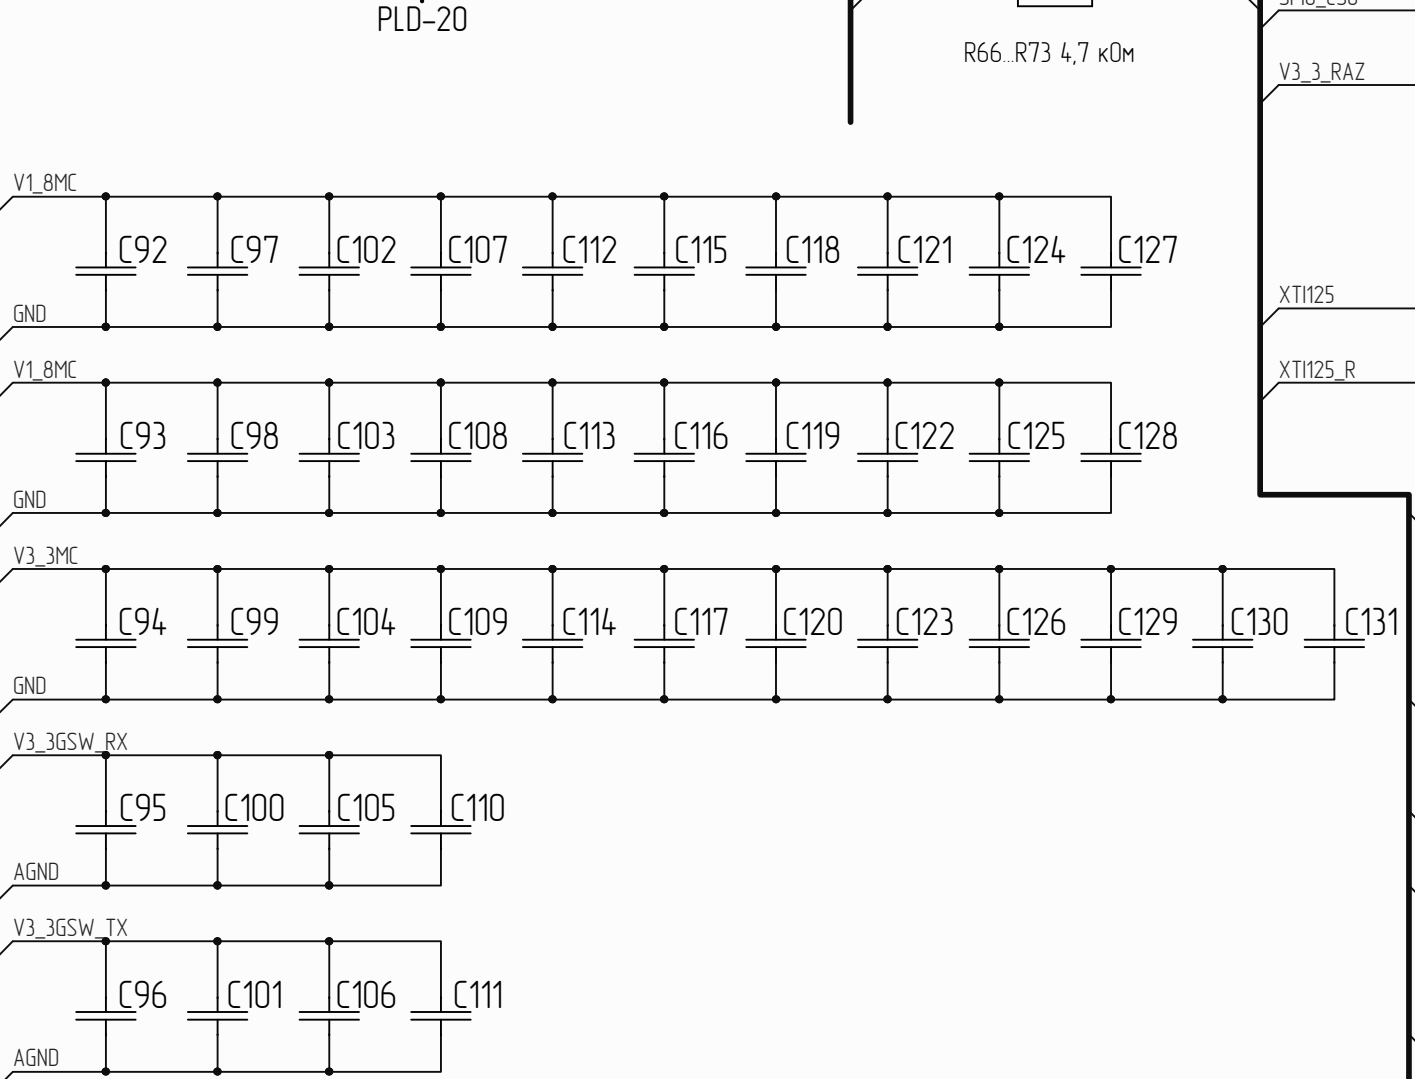 PLD-20
R66...R73 4,7 кОм
V3_3_RAZ
V1_8MC
C92 C97 C102 C107 C112 C115 C118 C121 C124 C127
GND
XTI125
V1_8MC
XTI125_R
C93 C98 C103 C108 C113 C116 C119 C122 C125 C128
GND
V3_3MC
C94 C99 C104 C109 C114 C117 C120 C123 C126 C129 C130 C131
GND
V3_3GSW_RX
C95 C100 C105 C110
AGND
V3_3GSW_TX
C96 C101 C106 C111
AGND